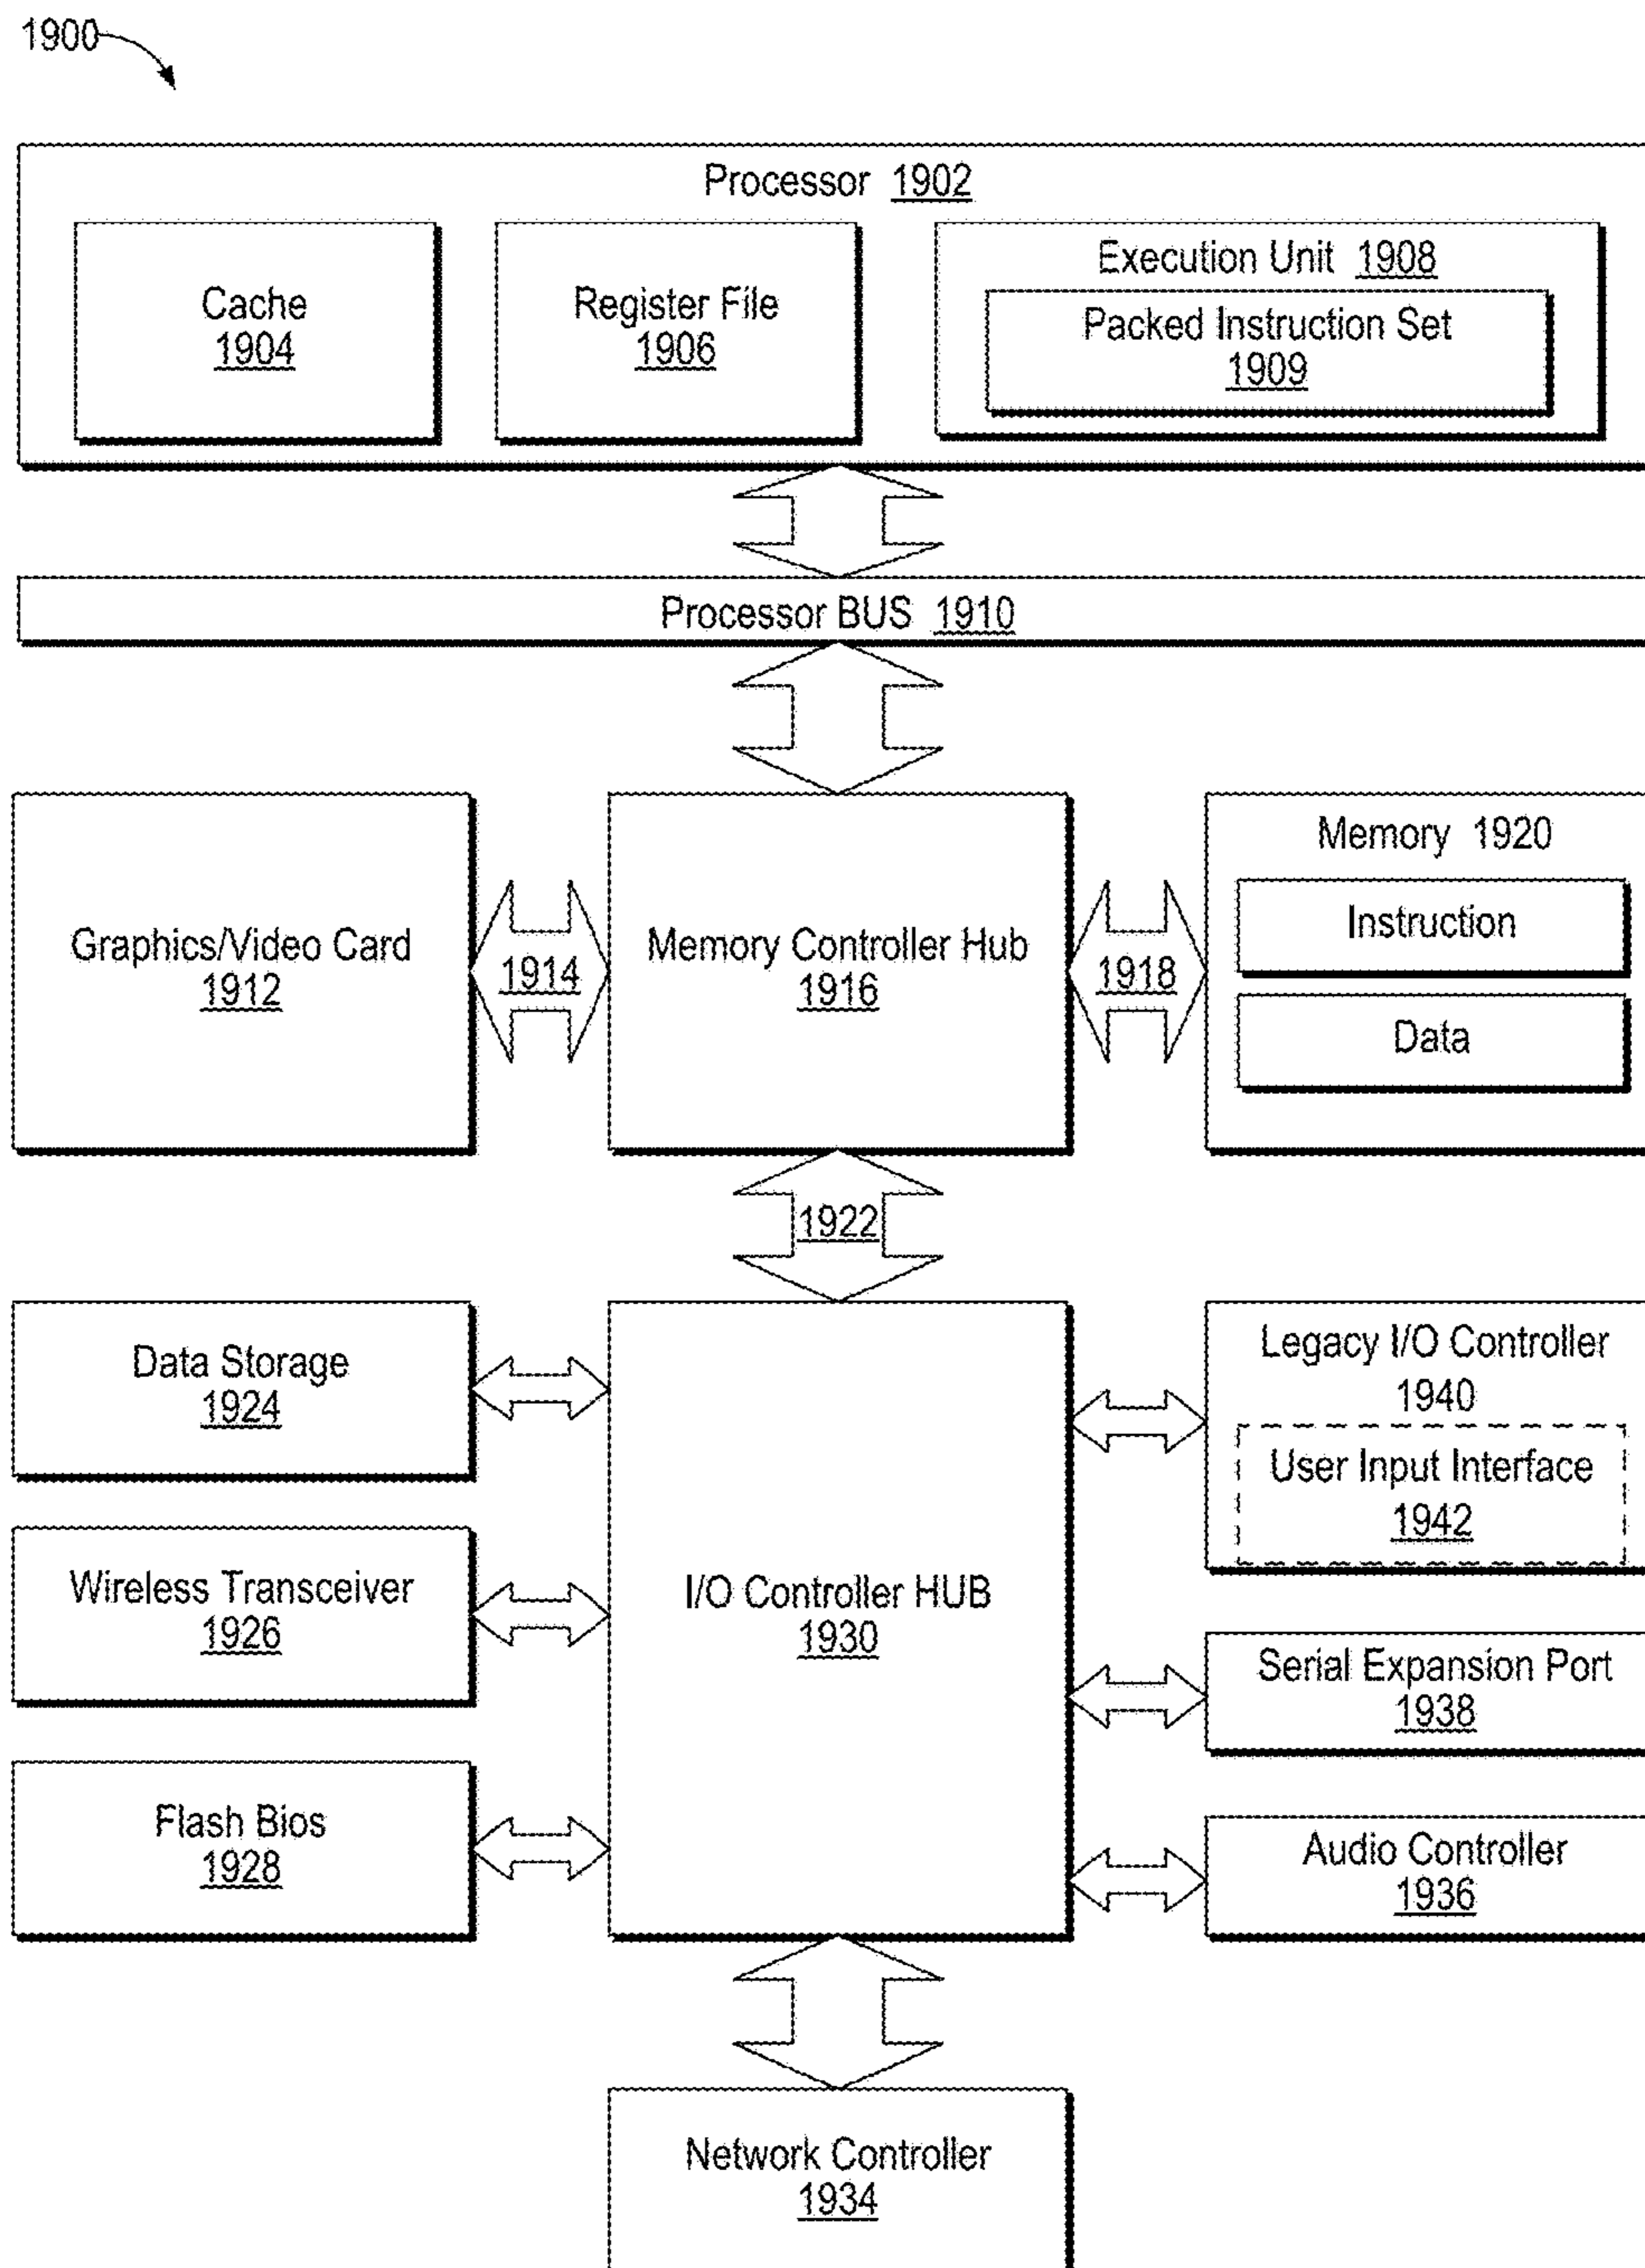 1900
Processor 1902
Cache
1904
Register File
1906
Execution Unit 1908
Packed Instruction Set
1909
Processor BUS 1910
Graphics/Video Card
1912
1914
Memory Controller Hub
1916
1918
Memory 1920
Instruction
Data
1922
Data Storage
1924
Wireless Transceiver
1926
Flash Bios
1928
I/O Controller HUB
1930
Legacy I/O Controller
1940
User Input Interface
1942
Serial Expansion Port
1938
Audio Controller
1936
Network Controller
1934